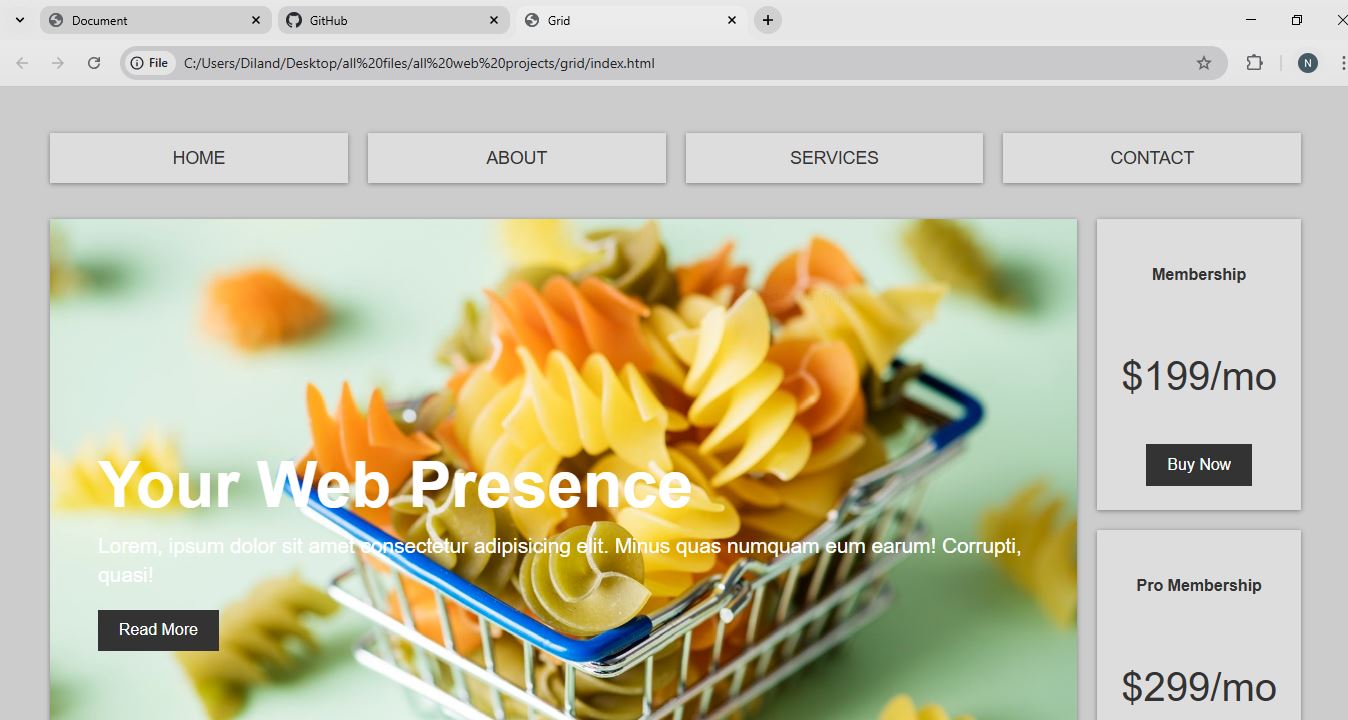 Document
GitHub
Grid
File
C:/Users/Diland/Desktop/all%20files/all%20web%20projects/grid/index.html
N
HOME
ABOUT
SERVICES
CONTACT
Your Web Presence
Lorem, ipsum dolor sit amet consectetur adipisicing elit. Minus quas numquam eum earum! Corrupti,
quasi!
Read More
Membership
$199/mo
Buy Now
Pro Membership
$299/mo